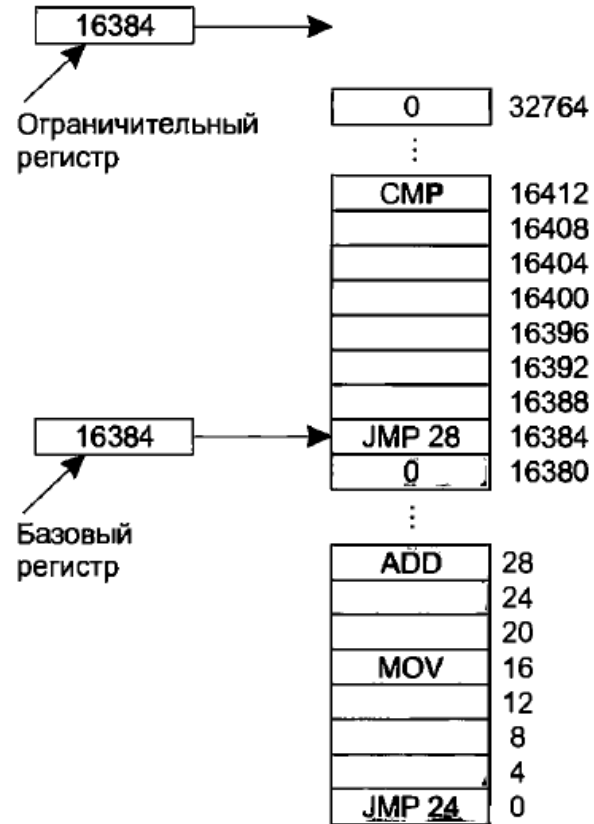 16384
Ограничительный
регистр
0 32764
CMP 16412
16408
16404
16400
16396
16392
16388
16384 JMP 28 16384
0 16380
Базовый
регистр
ADD 28
24
20
MOV 16
12
8
4
JMP 24 0